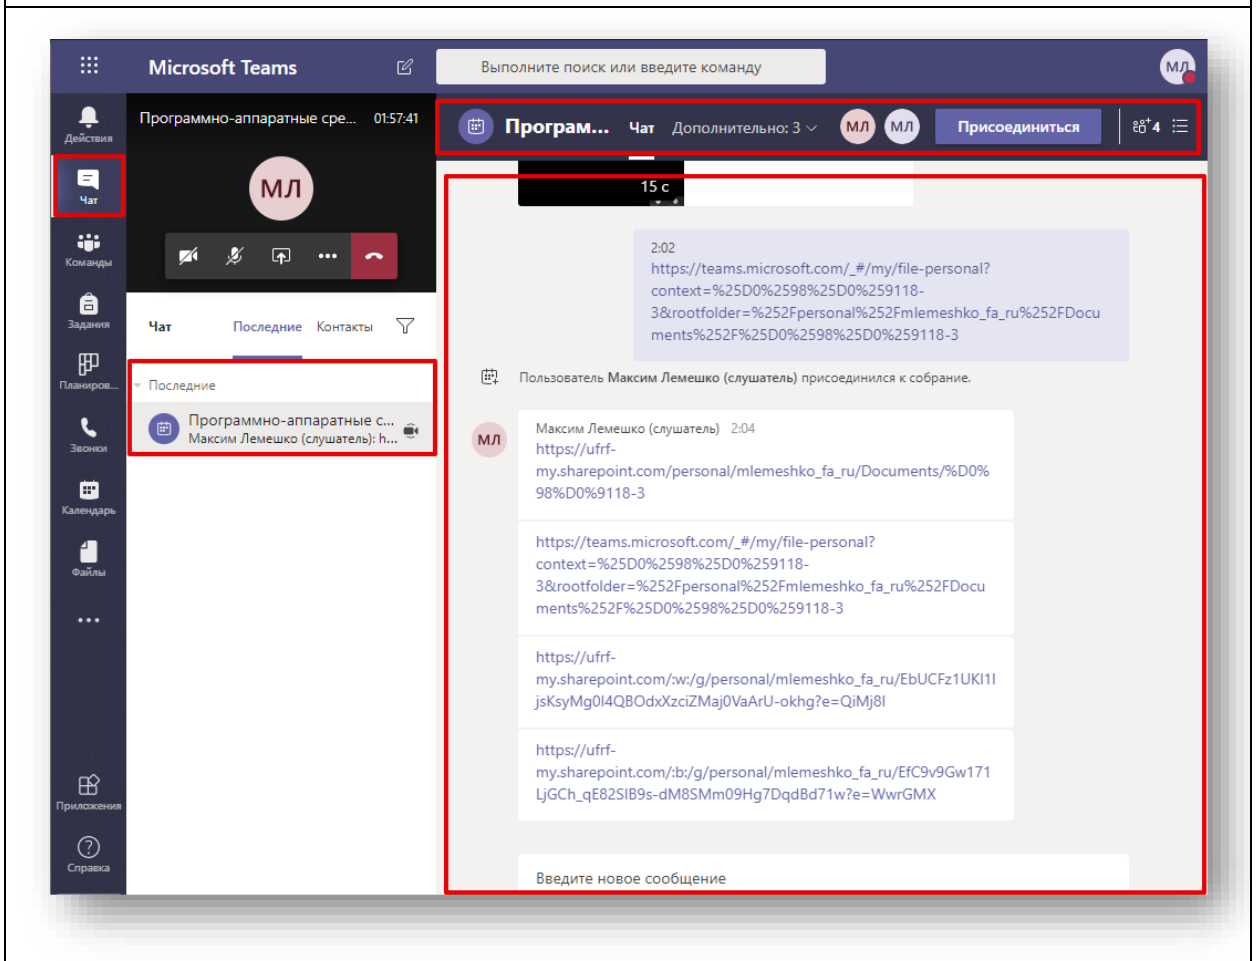 Microsoft Teams
Выполните поиск или введите команду
МЛ
Действия
Чат
Команды
Задания
Планиров...
Звонки
Календарь
Файлы
Приложения
Справка
Программно-аппаратные сре... 01:57:41
МЛ
Чат Последние Контакты
Последние
Программно-аппаратные с...
Максим Лемешко (слушатель): h...
Програм... Чат Дополнительно: 3 МЛ МЛ Присоединиться 4
15 с
2:02
https://teams.microsoft.com/_#/my/file-personal?
context=%25D0%2598%25D0%259118-
3&rootfolder=%252Fpersonal%252Fmlemeshko_fa_ru%252FDocu
ments%252F%25D0%2598%25D0%259118-3
Пользователь Максим Лемешко (слушатель) присоединился к собрание.
МЛ
Максим Лемешко (слушатель) 2:04
https://ufrf-
my.sharepoint.com/personal/mlemeshko_fa_ru/Documents/%D0%
98%D0%9118-3
https://teams.microsoft.com/_#/my/file-personal?
context=%25D0%2598%25D0%259118-
3&rootfolder=%252Fpersonal%252Fmlemeshko_fa_ru%252FDocu
ments%252F%25D0%2598%25D0%259118-3
https://ufrf-
my.sharepoint.com/:w:/g/personal/mlemeshko_fa_ru/EbUCFz1UKl1I
jsKsyMg0I4QBOdxXzciZMaj0VaArU-okhg?e=QiMj8I
https://ufrf-
my.sharepoint.com/:b:/g/personal/mlemeshko_fa_ru/EfC9v9Gw171
LjGCh_qE82SIB9s-dM8SMm09Hg7DqdBd71w?e=WwrGMX
Введите новое сообщение